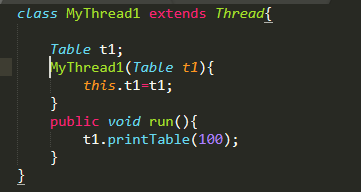 class MyThread1 extends Thread{
Table t1;
MyThread1(Table t1){
this.t1=t1;
}
public void run(){
t1.printTable(100);
}
}